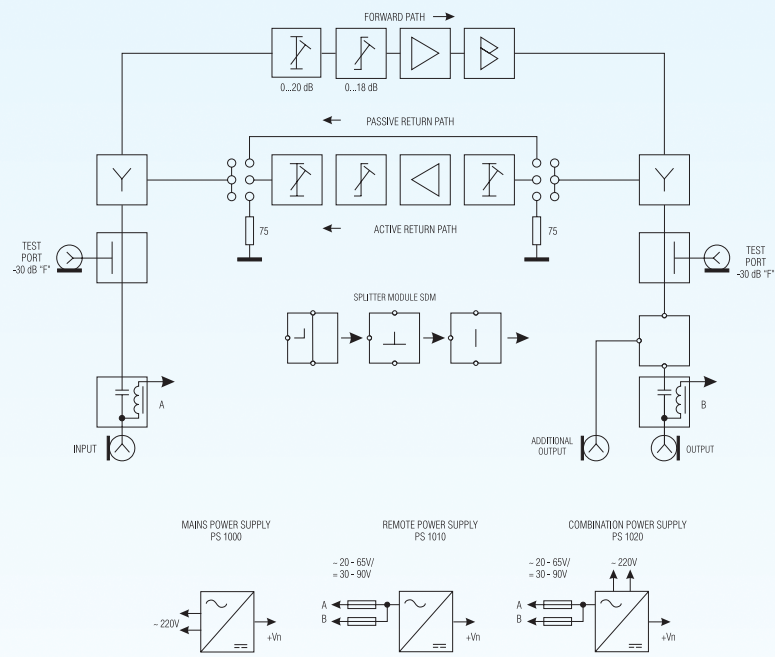 FORWARD PATH
0...20 dB
0...18 dB
PASSIVE RETURN PATH
75
ACTIVE RETURN PATH
75
TEST
PORT
-30 dB "F"
TEST
PORT
-30 dB "F"
SPLITTER MODULE SDM
A
B
INPUT
ADDITIONAL
OUTPUT
OUTPUT
MAINS POWER SUPPLY
PS 1000
~ 220V
+Vn
REMOTE POWER SUPPLY
PS 1010
~ 20 - 65V/
= 30 - 90V
A
B
+Vn
COMBINATION POWER SUPPLY
PS 1020
~ 20 - 65V/
= 30 - 90V
~ 220V
A
B
+Vn